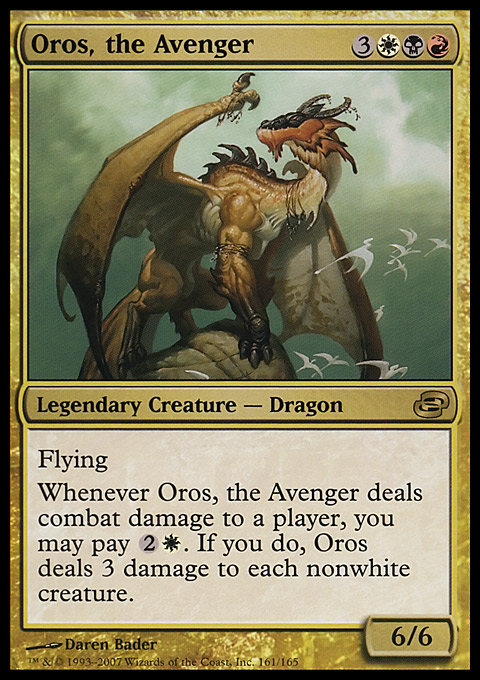 Oros, the Avenger 3
Legendary Creature — Dragon
Flying
Whenever Oros, the Avenger deals
combat damage to a player, you
may pay 2. If you do, Oros
deals 3 damage to each nonwhite
creature.
6/6
Daren Bader
™ & © 1993–2007 Wizards of the Coast, Inc. 161/165